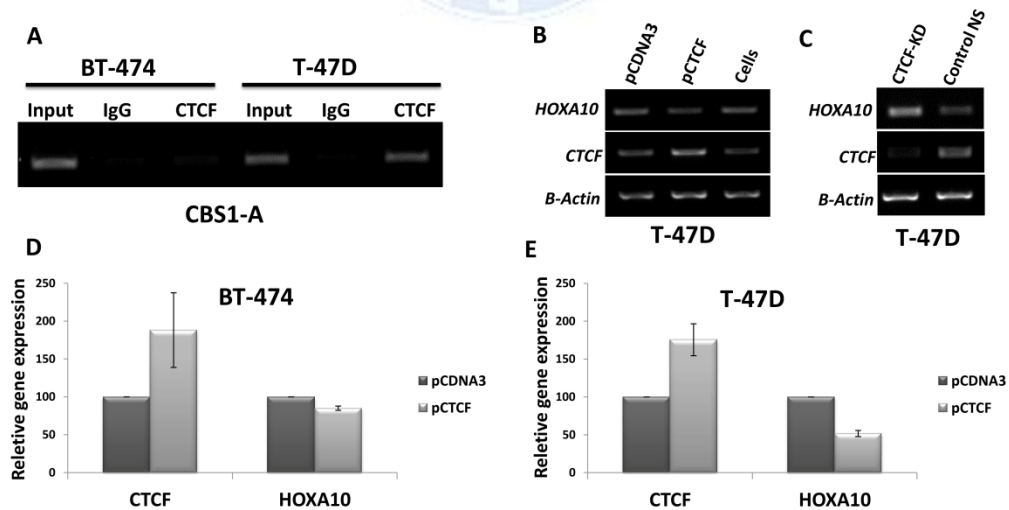 A
BT-474 T-47D
Input IgG CTCF Input IgG CTCF
CBS1-A
B
pCDNA3 pCTCF Cells
HOXA10
CTCF
B-Actin
T-47D
C
CTCF-KD Control NS
HOXA10
CTCF
B-Actin
T-47D
D
BT-474
Reletive gene expression
250
200
150
100
50
0
CTCF HOXA10
pCDNA3
pCTCF
E
T-47D
Reletive gene expression
250
200
150
100
50
0
CTCF HOXA10
pCDNA3
pCTCF